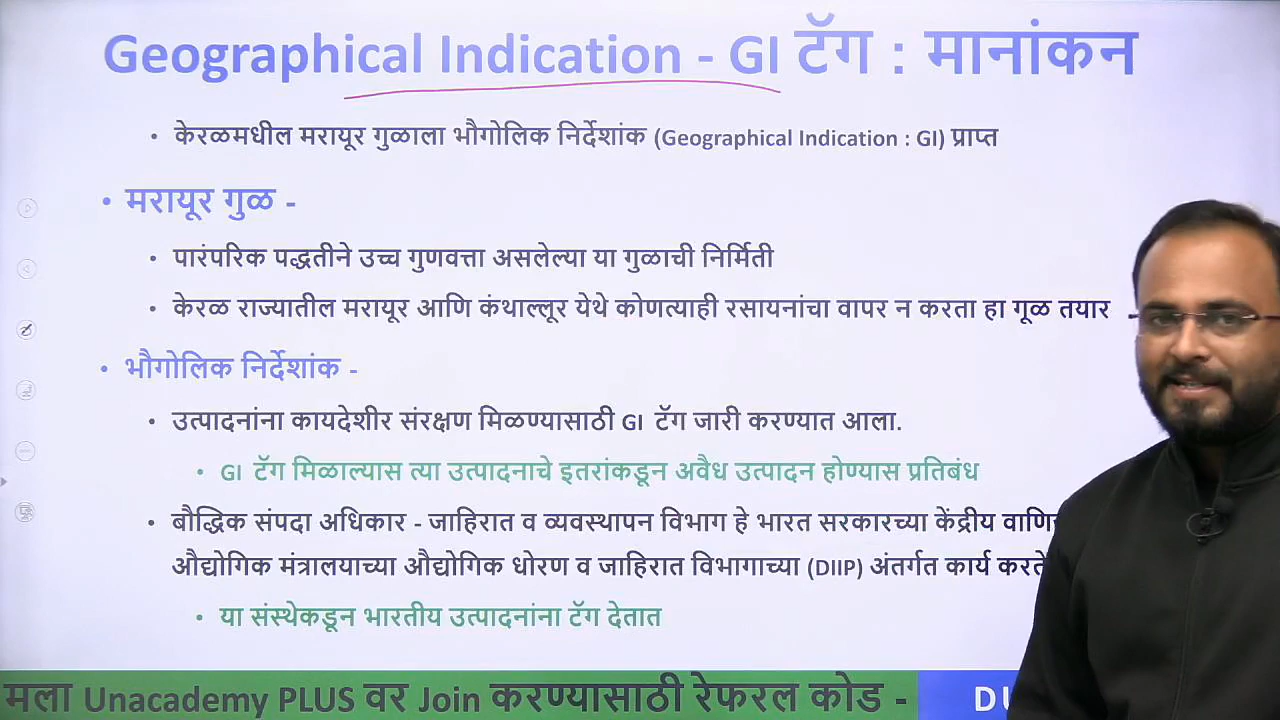 Geographical Indication - GI टॅग : मानांकन
• केरळमधील मरायूर गुळाला भौगोलिक निर्देशांक (Geographical Indication : GI) प्राप्त
• मरायूर गुळ -
• पारंपरिक पद्धतीने उच्च गुणवत्ता असलेल्या या गुळाची निर्मिती
• केरळ राज्यातील मरायूर आणि कंथाल्लूर येथे कोणत्याही रसायनांचा वापर न करता हा गूळ तयार
• भौगोलिक निर्देशांक -
• उत्पादनांना कायदेशीर संरक्षण मिळण्यासाठी GI टॅग जारी करण्यात आला.
• GI टॅग मिळाल्यास त्या उत्पादनाचे इतरांकडून अवैध उत्पादन होण्यास प्रतिबंध
• बौद्धिक संपदा अधिकार - जाहिरात व व्यवस्थापन विभाग हे भारत सरकारच्या केंद्रीय
औद्योगिक मंत्रालयाच्या औद्योगिक धोरण व जाहिरात विभागाच्या (DIIP) अंतर्गत कार्य करते
• या संस्थेकडून भारतीय उत्पादनांना टॅग देतात
मला Unacademy PLUS वर Join करण्यासाठी रेफरल कोड -